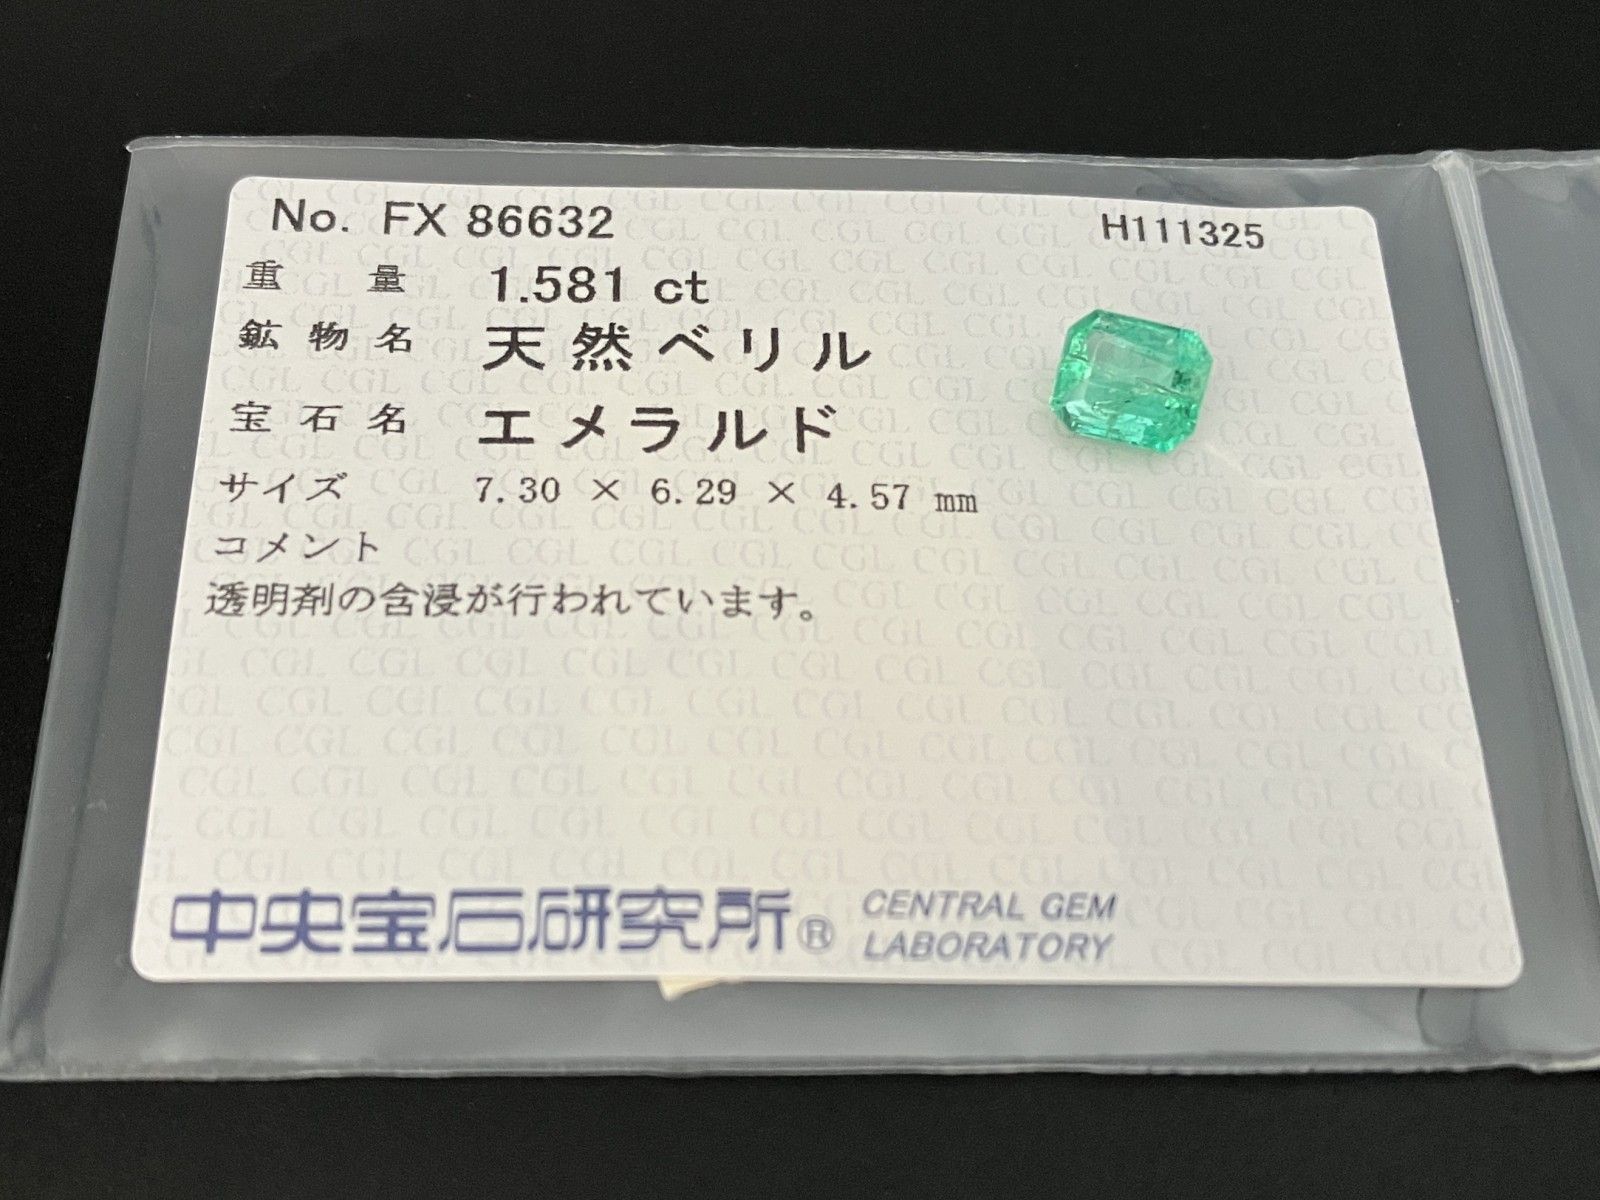 No. FX 86632 H111325
重量 1.581 ct
鉱物名 天然ベリル
宝石名 エメラルド
サイズ 7.30 × 6.29 × 4.57 mm
コメント
透明剤の含浸が行われています。
中央宝石研究所® CENTRAL GEM
LABORATORY